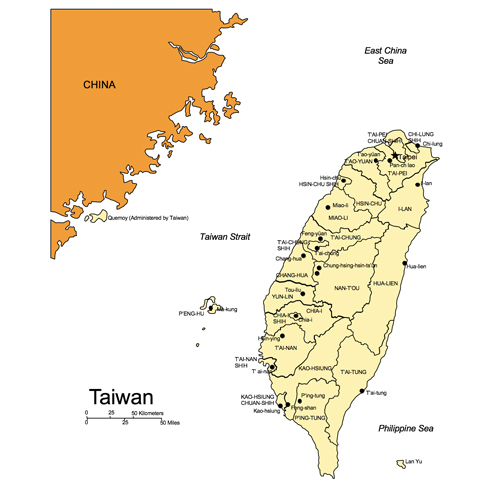 East China
Sea
CHINA
T'AI-PEI
CHUAN-SHIH
CHI-LUNG
SHIH
Chi-lung
Taipei
T'ao-yüan
T'AO-YUAN
Pan-ch'iao
T'AI-PEI
Hsin-chu
HSIN-CHU SHIH
I-lan
HSIN-CHU
Miao-li
MIAO-LI
I-LAN
Quemoy (Administered by Taiwan)
Taiwan Strait
Feng-yüan
T'AI-CHUNG
T'AI-CHUNG
SHIH
T'ai-chung
Chang-hua
Chung-hsing-hsin-ts'un
Hua-lien
CHANG-HUA
NAN-T'OU
HUA-LIEN
Tou-liu
YUN-LIN
Ma-kung
P'ENG-HU
CHIA-I
CHIA-I
SHIH
Chia-i
Hsin-ying
T'AI-NAN
T'AI-NAN
SHIH
T'ai-nan
KAO-HSIUNG
T'AI-TUNG
T'ai-tung
KAO-HSIUNG
CHUAN-SHIH
P'ing-tung
Kao-hsiung
Feng-shan
P'ING-TUNG
Taiwan
0 25 50 Kilometers
0 25 50 Miles
Philippine Sea
Lan Yu